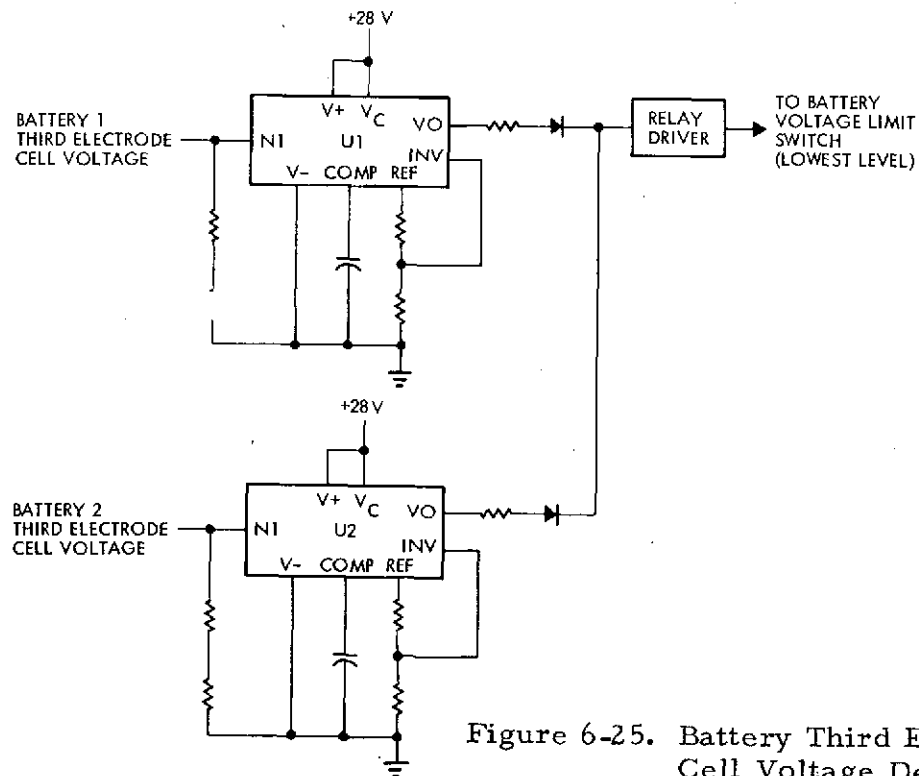 +28 V
BATTERY 1
THIRD ELECTRODE
CELL VOLTAGE
V+ VC
N1 U1 VO
INV
V- COMP REF
RELAY
DRIVER
TO BATTERY
VOLTAGE LIMIT
SWITCH
(LOWEST LEVEL)
+28 V
BATTERY 2
THIRD ELECTRODE
CELL VOLTAGE
V+ VC
N1 U2 VO
INV
V- COMP REF
Figure 6-25. Battery Third
Cell Voltage